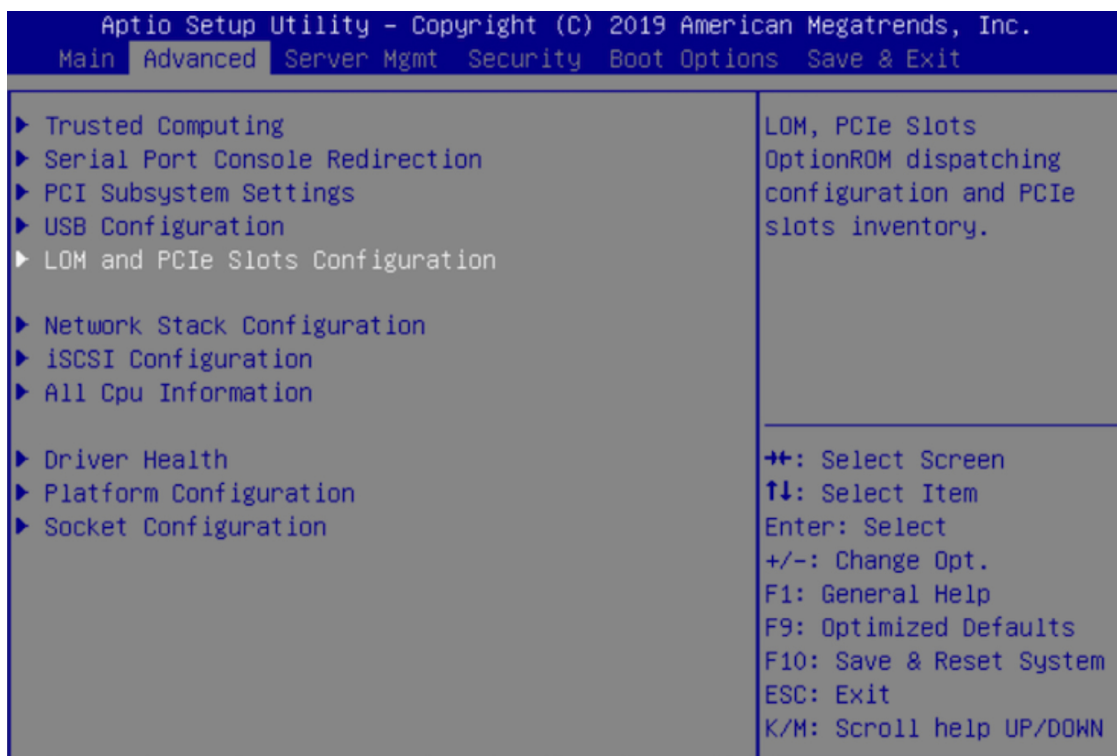 Aptio Setup Utility – Copyright (C) 2019 American Megatrends, Inc.
Main Advanced Server Mgmt Security Boot Options Save & Exit
▶ Trusted Computing
▶ Serial Port Console Redirection
▶ PCI Subsystem Settings
▶ USB Configuration
▶ LOM and PCIe Slots Configuration
▶ Network Stack Configuration
▶ iSCSI Configuration
▶ All Cpu Information
▶ Driver Health
▶ Platform Configuration
▶ Socket Configuration
LOM, PCIe Slots
OptionROM dispatching
configuration and PCIe
slots inventory.
→←: Select Screen
↑↓: Select Item
Enter: Select
+/-: Change Opt.
F1: General Help
F9: Optimized Defaults
F10: Save & Reset System
ESC: Exit
K/M: Scroll help UP/DOWN